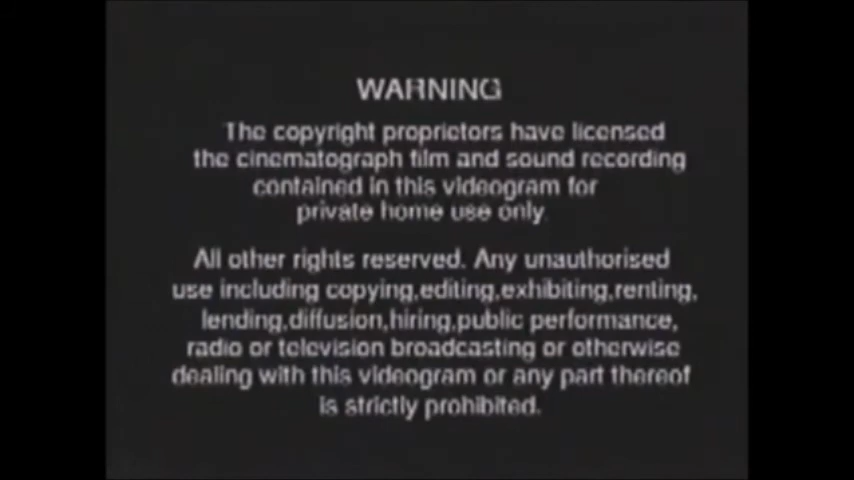 WARNING
The copyright proprietors have licensed
the cinematograph film and sound recording
contained in this videogram for
private home use only.
All other rights reserved. Any unauthorised
use including copying,editing,exhibiting,renting,
lending,diffusion,hiring,public performance,
radio or television broadcasting or otherwise
dealing with this videogram or any part thereof
is strictly prohibited.